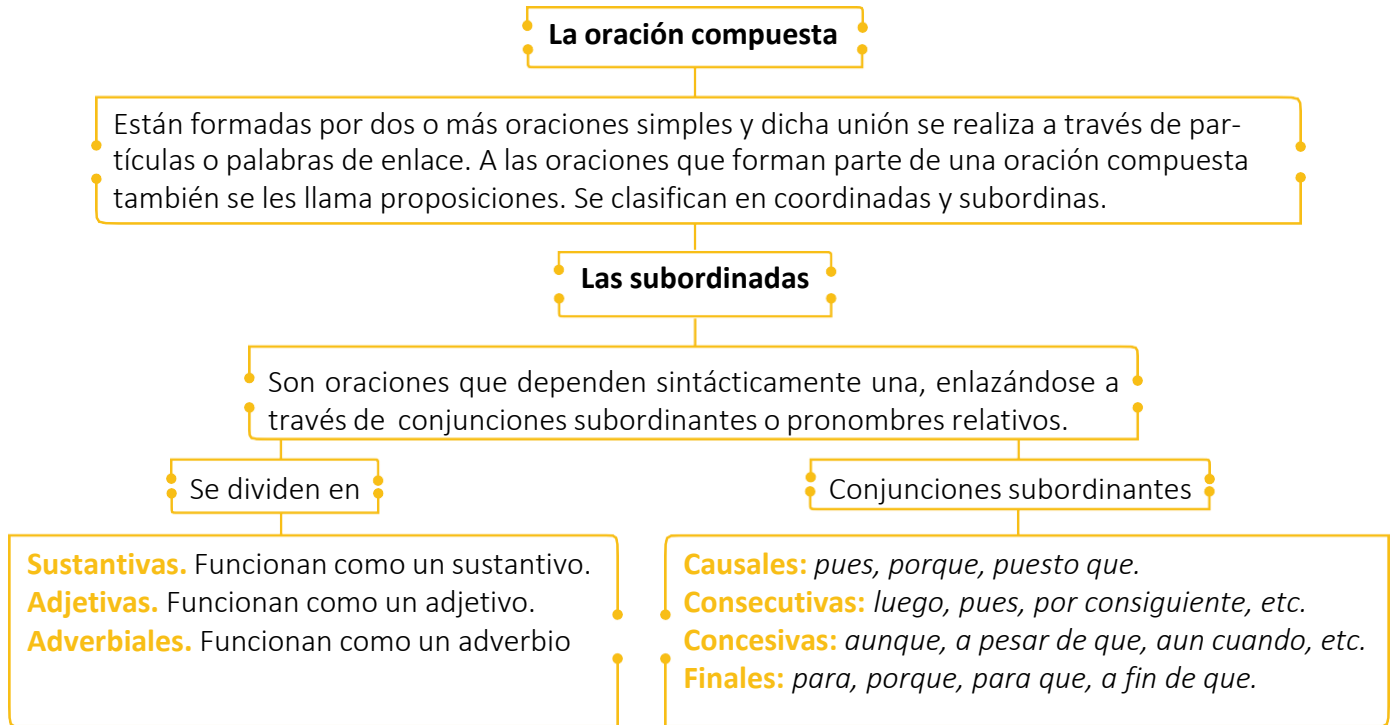 La oración compuesta
Están formadas por dos o más oraciones simples y dicha unión se realiza a través de par-
tículas o palabras de enlace. A las oraciones que forman parte de una oración compuesta
también se les llama proposiciones. Se clasifican en coordinadas y subordinas.
Las subordinadas
Son oraciones que dependen sintácticamente una, enlazándose a
través de conjunciones subordinantes o pronombres relativos.
Se dividen en
Sustantivas. Funcionan como un sustantivo.
Adjetivas. Funcionan como un adjetivo.
Adverbiales. Funcionan como un adverbio
Conjunciones subordinantes
Causales: pues, porque, puesto que.
Consecutivas: luego, pues, por consiguiente, etc.
Concesivas: aunque, a pesar de que, aun cuando, etc.
Finales: para, porque, para que, a fin de que.